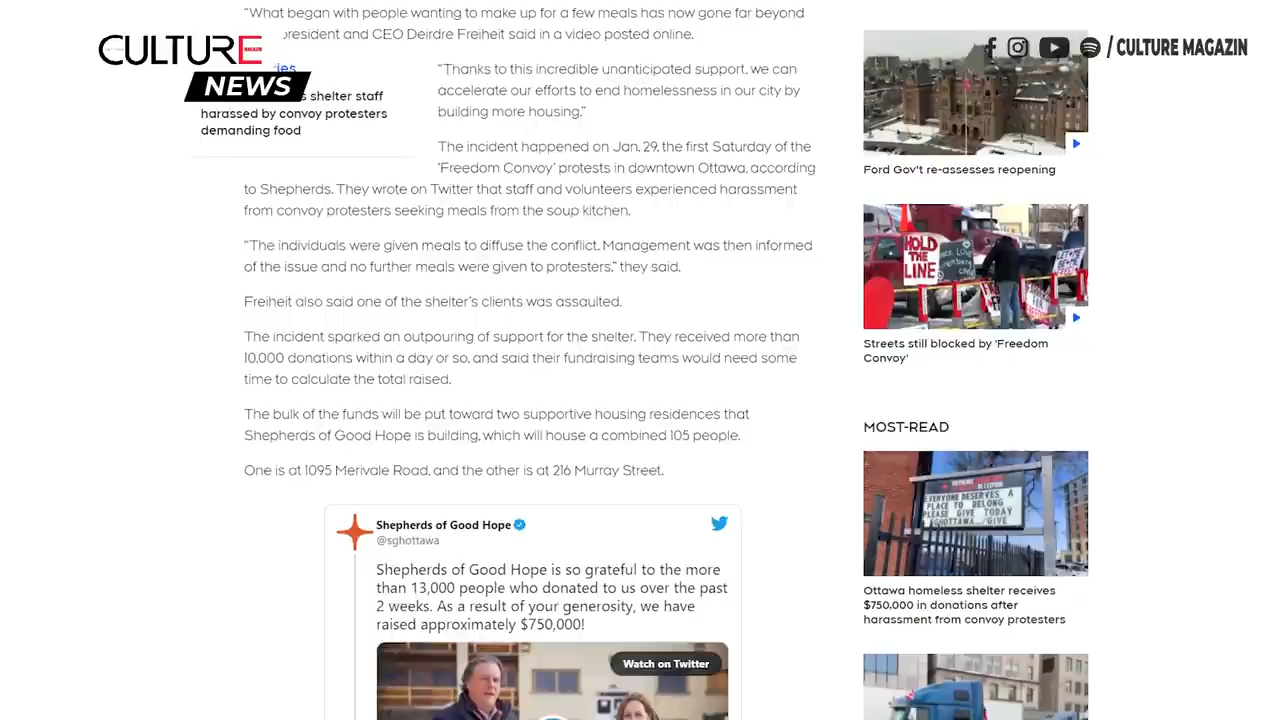 "What began with people wanting to make up for a few meals has now gone far beyond
president and CEO Deirdre Freiheit said in a video posted online.
CULTURE
NEWS
/ CULTURE MAGAZIN
shelter staff
harassed by convoy protesters
demanding food
"Thanks to this incredible unanticipated support, we can
accelerate our efforts to end homelessness in our city by
building more housing."
The incident happened on Jan. 29, the first Saturday of the
'Freedom Convoy' protests in downtown Ottawa, according
to Shepherds. They wrote on Twitter that staff and volunteers experienced harassment
from convoy protesters seeking meals from the soup kitchen.
"The individuals were given meals to diffuse the conflict. Management was then informed
of the issue and no further meals were given to protesters," they said.
Freiheit also said one of the shelter's clients was assaulted.
The incident sparked an outpouring of support for the shelter. They received more than
10,000 donations within a day or so, and said their fundraising teams would need some
time to calculate the total raised.
The bulk of the funds will be put toward two supportive housing residences that
Shepherds of Good Hope is building, which will house a combined 105 people.
One is at 1095 Merivale Road, and the other is at 216 Murray Street.
Shepherds of Good Hope
@sghottawa
Shepherds of Good Hope is so grateful to the more
than 13,000 people who donated to us over the past
2 weeks. As a result of your generosity, we have
raised approximately $750,000!
Watch on Twitter
Ford Gov't re-assesses reopening
HOLD
THE
LINE
Streets still blocked by 'Freedom
Convoy'
MOST-READ
EVERYONE DESERVES A
PLACE TO BELONG
PLEASE GIVE TODAY
SGHOTTAWA. /GIVE
Ottawa homeless shelter receives
$750,000 in donations after
harassment from convoy protesters